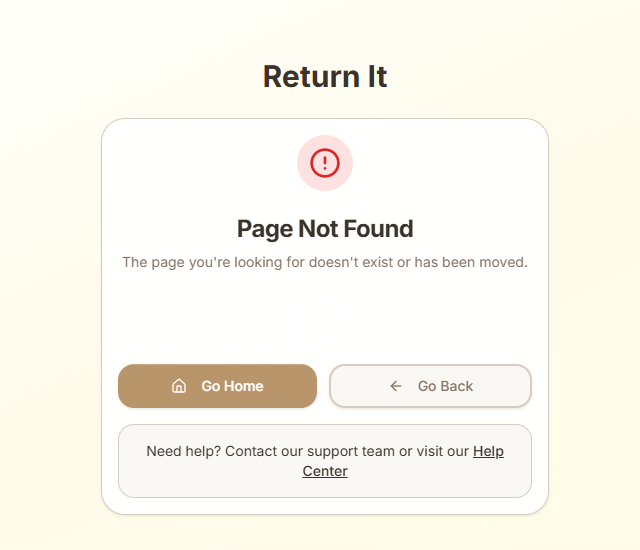 Return It
Page Not Found
The page you're looking for doesn't exist or has been moved.
Go Home
Go Back
Need help? Contact our support team or visit our Help
Center